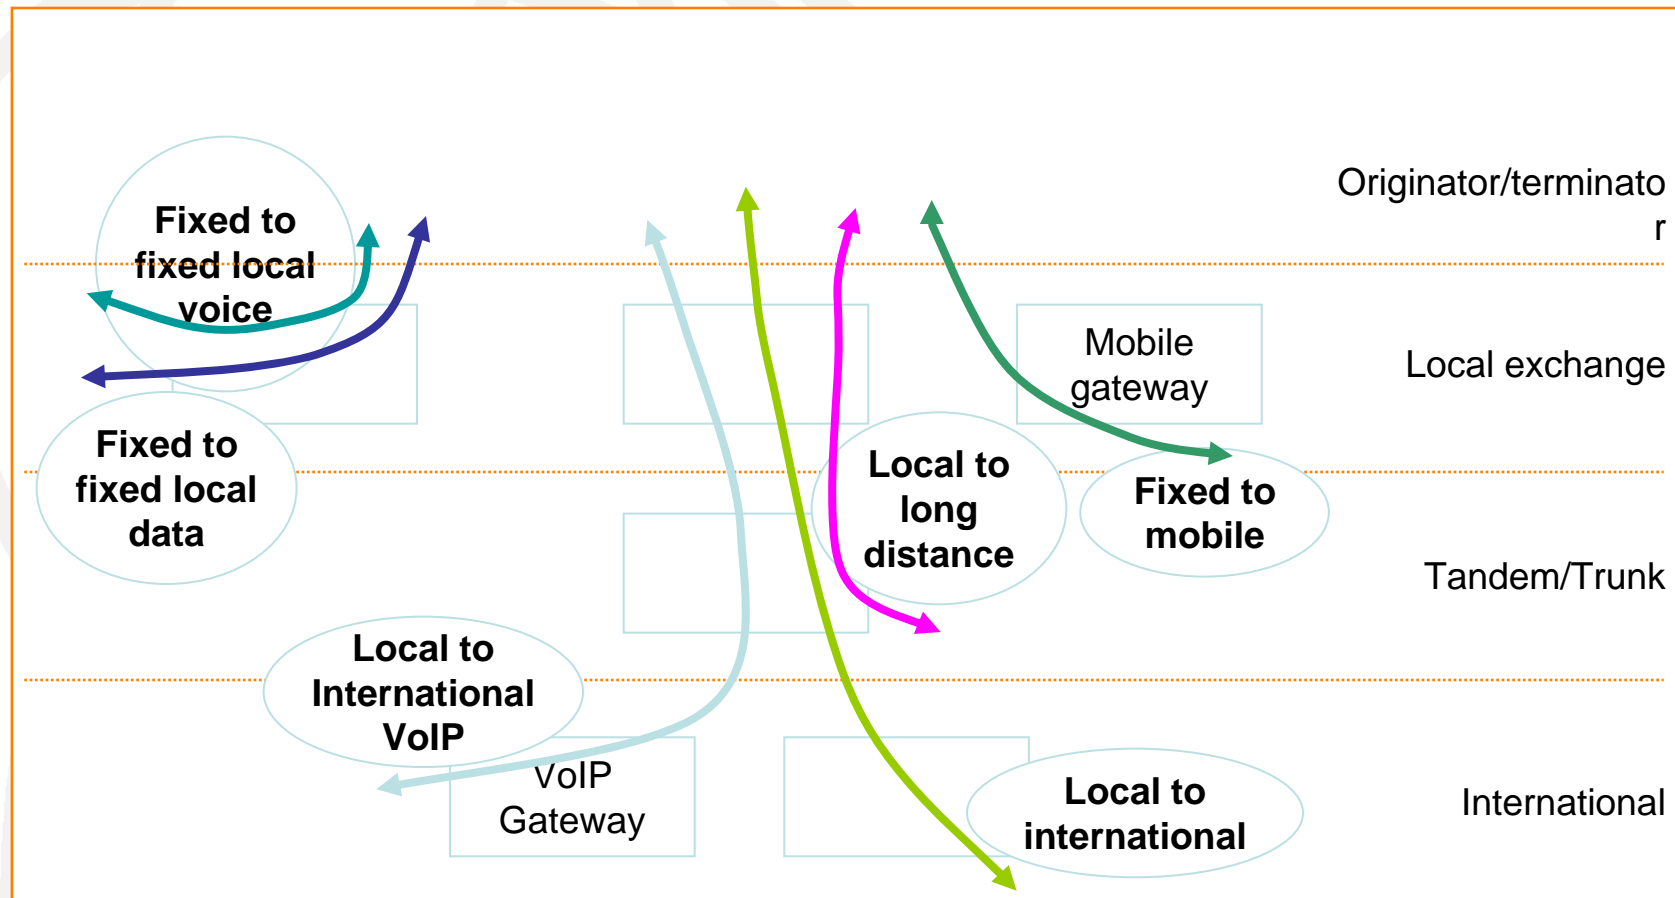 Originator/terminato
r
Fixed to
fixed local
voice
Mobile
gateway
Local exchange
Fixed to
fixed local
data
Local to
long
distance
Fixed to
mobile
Tandem/Trunk
Local to
International
VoIP
VoIP
Gateway
Local to
international
International